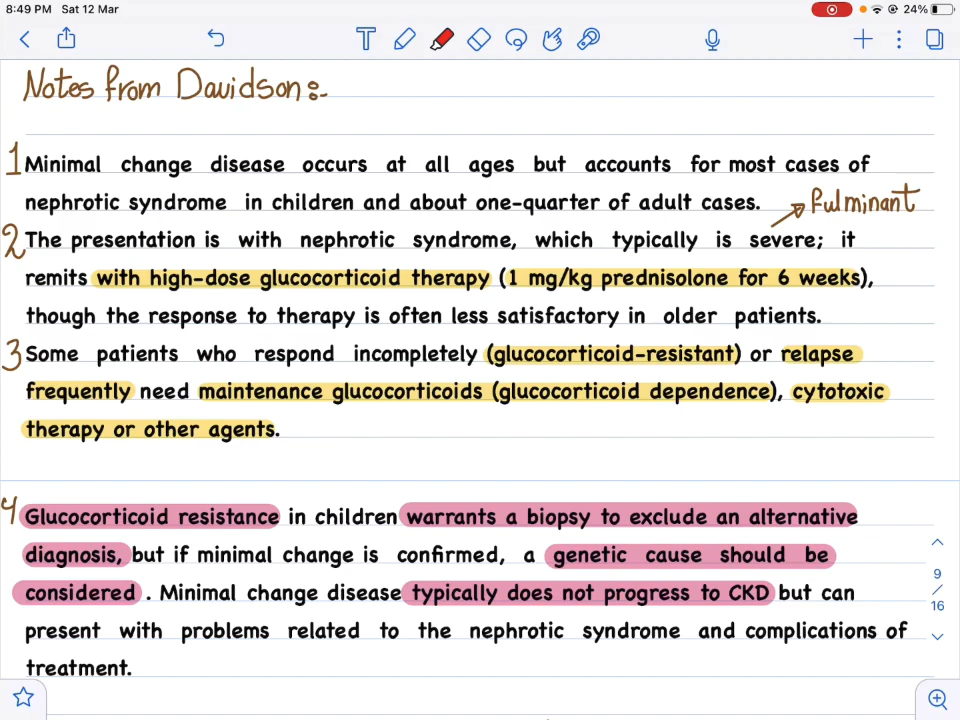 8:49 PM Sat 12 Mar
24%
T
Notes from Davidson:-
1 Minimal change disease occurs at all ages but accounts for most cases of
nephrotic syndrome in children and about one-quarter of adult cases.
fulminant
2 The presentation is with nephrotic syndrome, which typically is severe; it
remits with high-dose glucocorticoid therapy (1 mg/kg prednisolone for 6 weeks),
though the response to therapy is often less satisfactory in older patients.
3 Some patients who respond incompletely (glucocorticoid-resistant) or relapse
frequently need maintenance glucocorticoids (glucocorticoid dependence), cytotoxic
therapy or other agents.
4 Glucocorticoid resistance in children warrants a biopsy to exclude an alternative
diagnosis, but if minimal change is confirmed, a genetic cause should be
considered . Minimal change disease typically does not progress to CKD but can
present with problems related to the nephrotic syndrome and complications of
treatment.
9
/
16